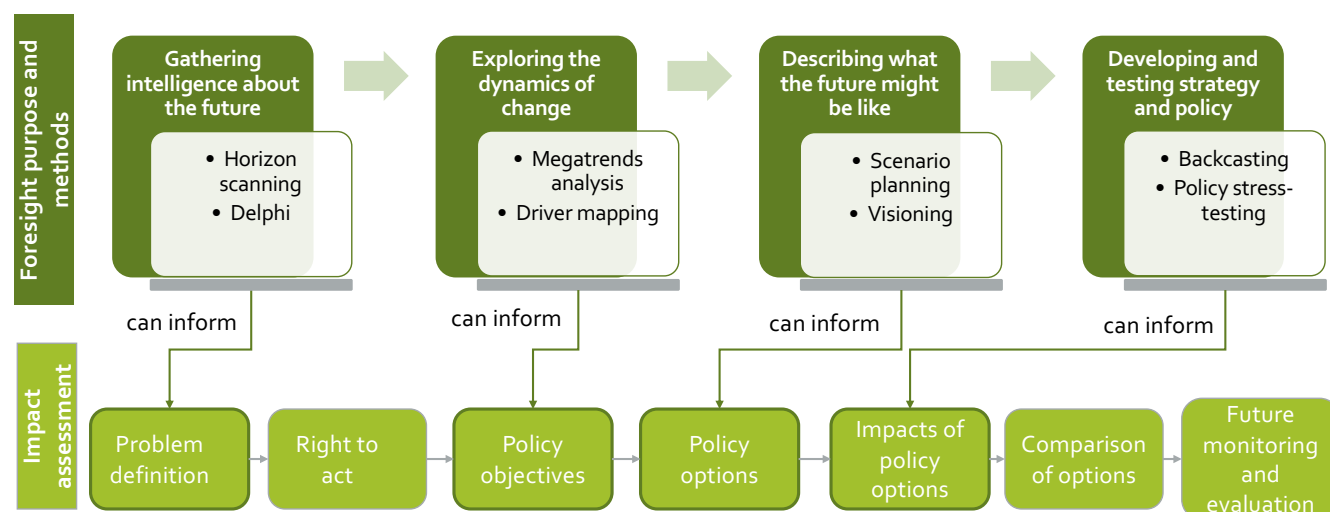 Foresight purpose and
methods
Gathering
intelligence about
the future
• Horizon
scanning
• Delphi
Exploring the
dynamics of
change
• Megatrends
analysis
• Driver mapping
Describing what
the future might
be like
• Scenario
planning
• Visioning
Developing and
testing strategy
and policy
• Backcasting
• Policy stress-
testing
can inform
can inform
can inform
can inform
Impact
assessment
Problem
definition
Right to
act
Policy
objectives
Policy
options
Impacts of
policy
options
Comparison
of options
Future
monitoring
and
evaluation